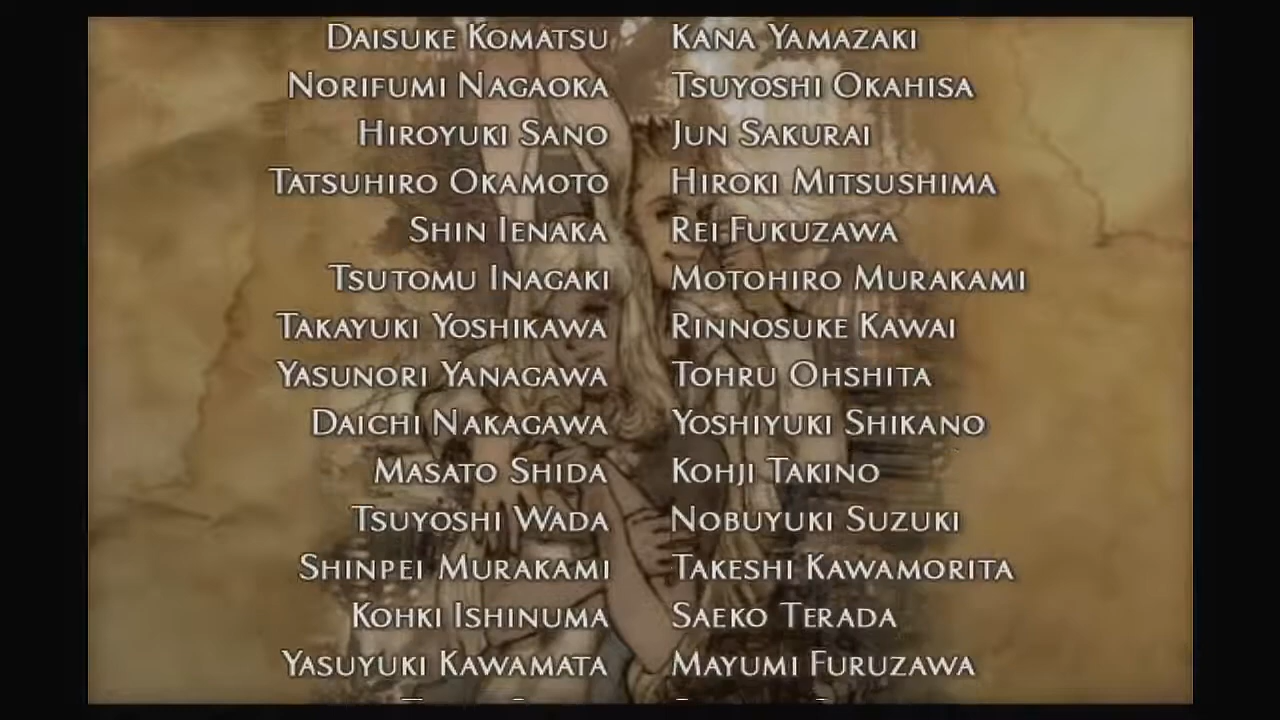 Daisuke Komatsu Kana Yamazaki
Norifumi Nagaoka Tsuyoshi Okahisa
Hiroyuki Sano Jun Sakurai
Tatsuhiro Okamoto Hiroki Mitsushima
Shin Ienaka Rei Fukuzawa
Tsutomu Inagaki Motohiro Murakami
Takayuki Yoshikawa Rinnosuke Kawai
Yasunori Yanagawa Tohru Ohshita
Daichi Nakagawa Yoshiyuki Shikano
Masato Shida Kohji Takino
Tsuyoshi Wada Nobuyuki Suzuki
Shinpei Murakami Takeshi Kawamorita
Kohki Ishinuma Saeko Terada
Yasuyuki Kawamata Mayumi Furuzawa